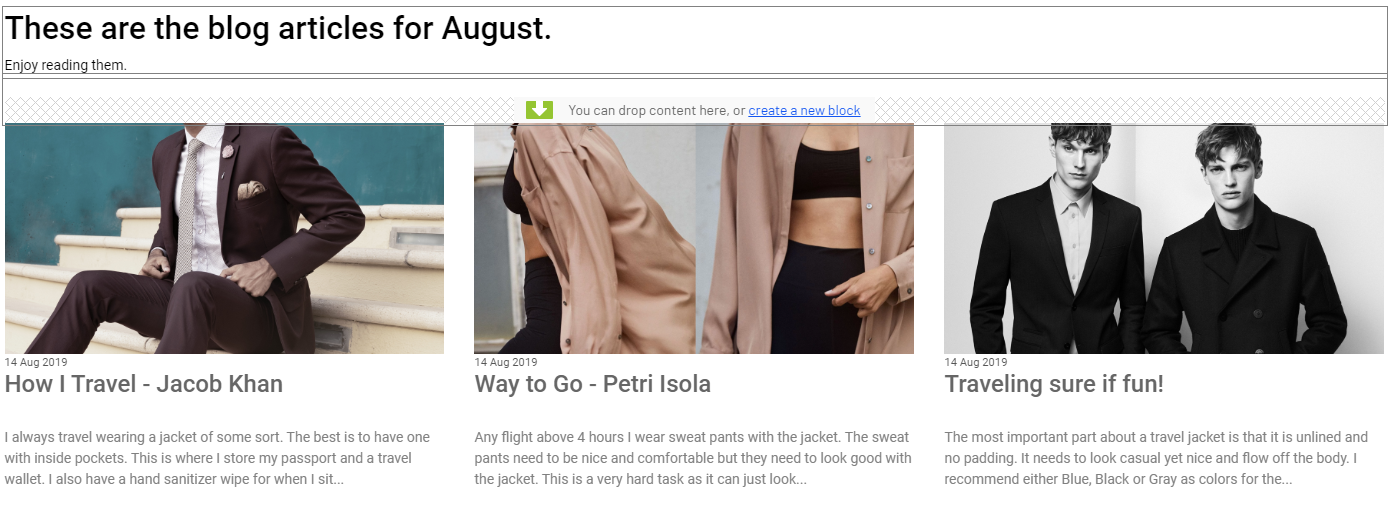 These are the blog articles for August.
Enjoy reading them.
You can drop content here, or create a new block
14 Aug 2019
How I Travel - Jacob Khan
I always travel wearing a jacket of some sort. The best is to have one
with inside pockets. This is where I store my passport and a travel
wallet. I also have a hand sanitizer wipe for when I sit...
14 Aug 2019
Way to Go - Petri Isola
Any flight above 4 hours I wear sweat pants with the jacket. The sweat
pants need to be nice and comfortable but they need to look good with
the jacket. This is a very hard task as it can just look...
14 Aug 2019
Traveling sure if fun!
The most important part about a travel jacket is that it is unlined and
no padding. It needs to look casual yet nice and flow off the body. I
recommend either Blue, Black or Gray as colors for the...